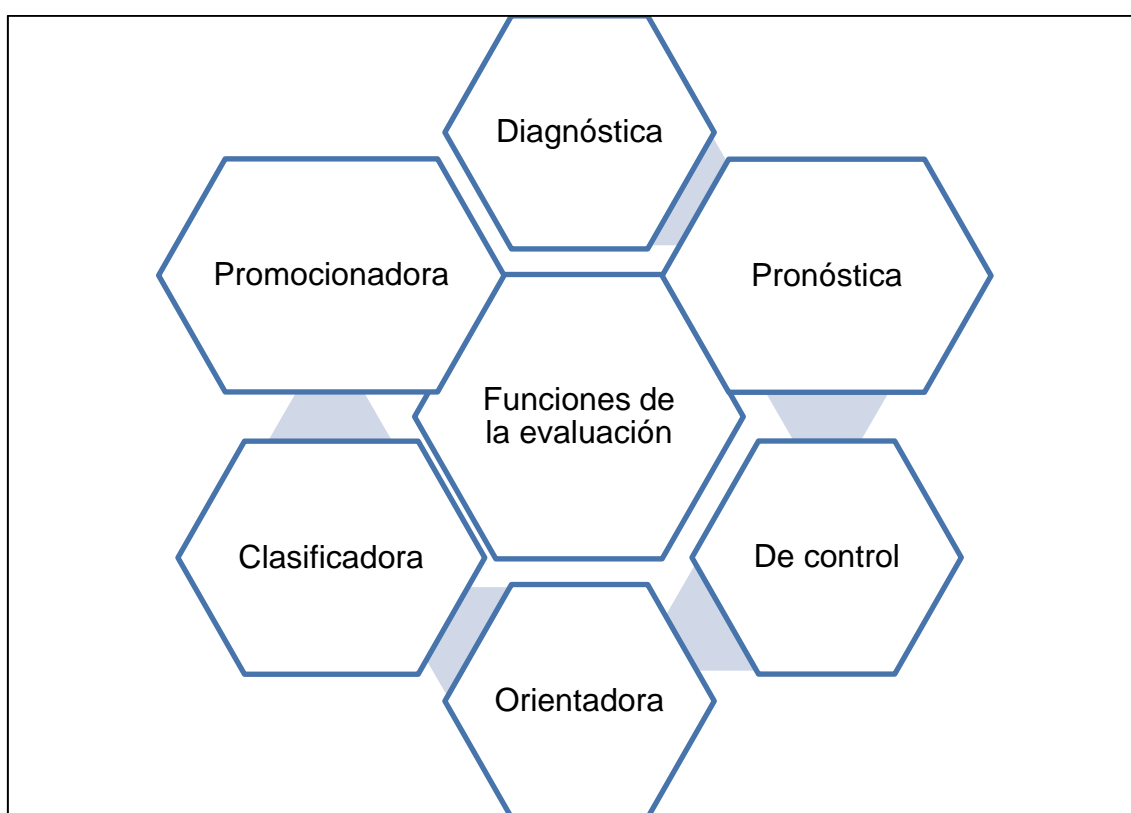 Diagnóstica
Promocionadora
Pronóstica
Funciones de
la evaluación
Clasificadora
De control
Orientadora